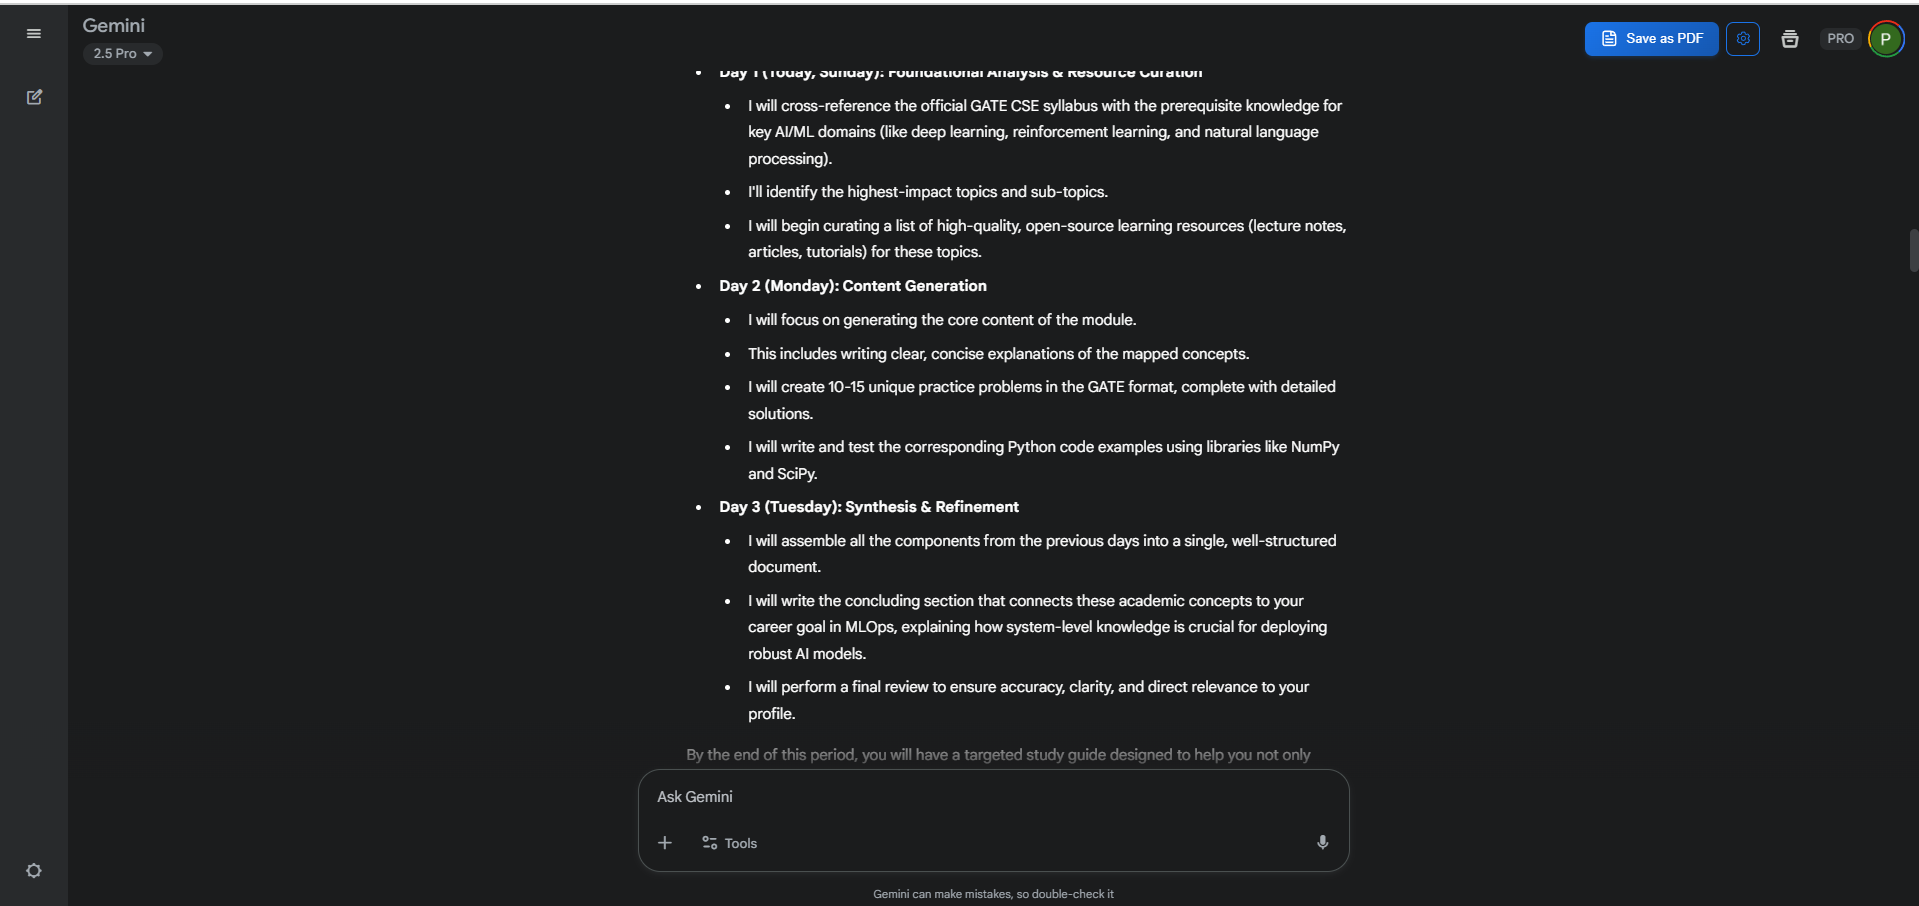 Gemini
2.5 Pro
Save as PDF
PRO
P
Day 1 (Today, Sunday): Foundational Analysis & Resource Curation
I will cross-reference the official GATE CSE syllabus with the prerequisite knowledge for
key AI/ML domains (like deep learning, reinforcement learning, and natural language
processing).
I'll identify the highest-impact topics and sub-topics.
I will begin curating a list of high-quality, open-source learning resources (lecture notes,
articles, tutorials) for these topics.
Day 2 (Monday): Content Generation
I will focus on generating the core content of the module.
This includes writing clear, concise explanations of the mapped concepts.
I will create 10-15 unique practice problems in the GATE format, complete with detailed
solutions.
I will write and test the corresponding Python code examples using libraries like NumPy
and SciPy.
Day 3 (Tuesday): Synthesis & Refinement
I will assemble all the components from the previous days into a single, well-structured
document.
I will write the concluding section that connects these academic concepts to your
career goal in MLOps, explaining how system-level knowledge is crucial for deploying
robust AI models.
I will perform a final review to ensure accuracy, clarity, and direct relevance to your
profile.
By the end of this period, you will have a targeted study guide designed to help you not only
Ask Gemini
Tools
Gemini can make mistakes, so double-check it